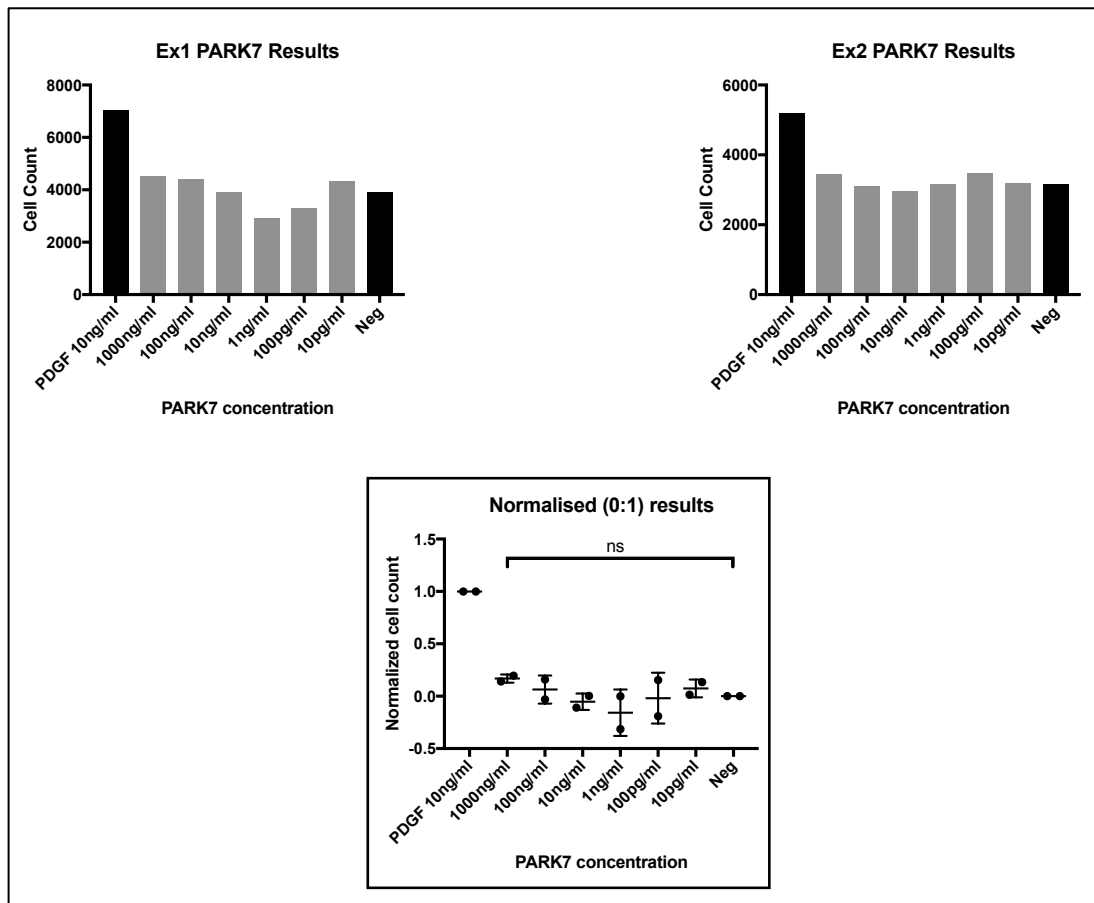 Ex1 PARK7 Results
8000
6000
4000
2000
0
Cell Count
PDGF 10ng/ml
1000ng/ml
100ng/ml
10ng/ml
1ng/ml
100pg/ml
10pg/ml
Neg
PARK7 concentration
Ex2 PARK7 Results
6000
4000
2000
0
Cell Count
PDGF 10ng/ml
1000ng/ml
100ng/ml
10ng/ml
1ng/ml
100pg/ml
10pg/ml
Neg
PARK7 concentration
Normalised (0:1) results
1.5
1.0
0.5
0.0
-0.5
Normalized cell count
ns
PDGF 10ng/ml
1000ng/ml
100ng/ml
10ng/ml
1ng/ml
100pg/ml
10pg/ml
Neg
PARK7 concentration